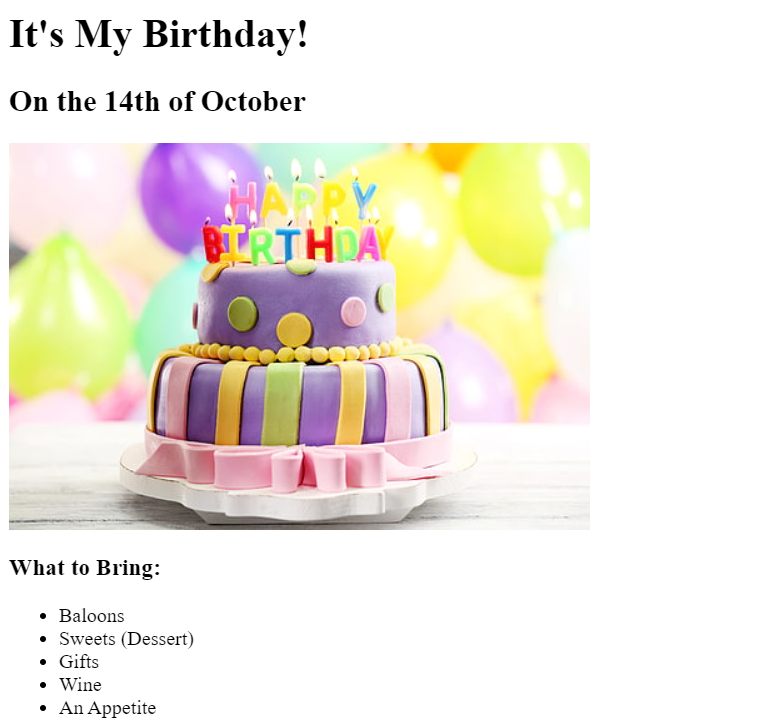 It's My Birthday!
On the 14th of October
HAPPY
BIRTHDAY
What to Bring:
Baloons
Sweets (Dessert)
Gifts
Wine
An Appetite